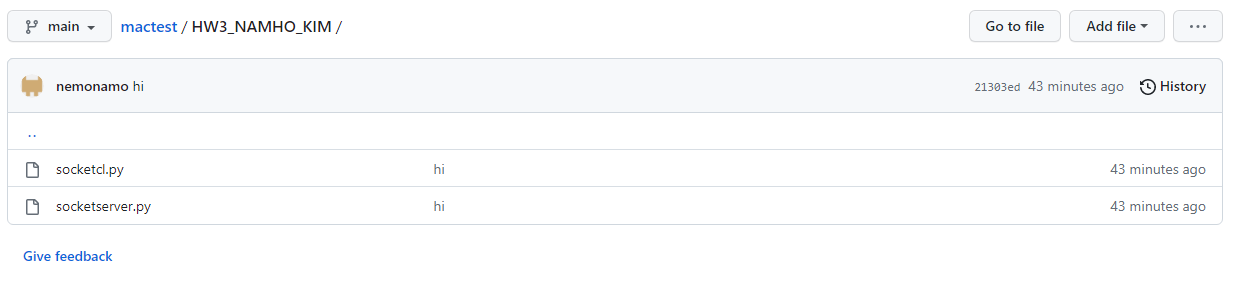 main mactest / HW3_NAMHO_KIM / Go to file Add file ...
nemonamo hi 21303ed 43 minutes ago History
..
socketcl.py hi 43 minutes ago
socketserver.py hi 43 minutes ago
Give feedback